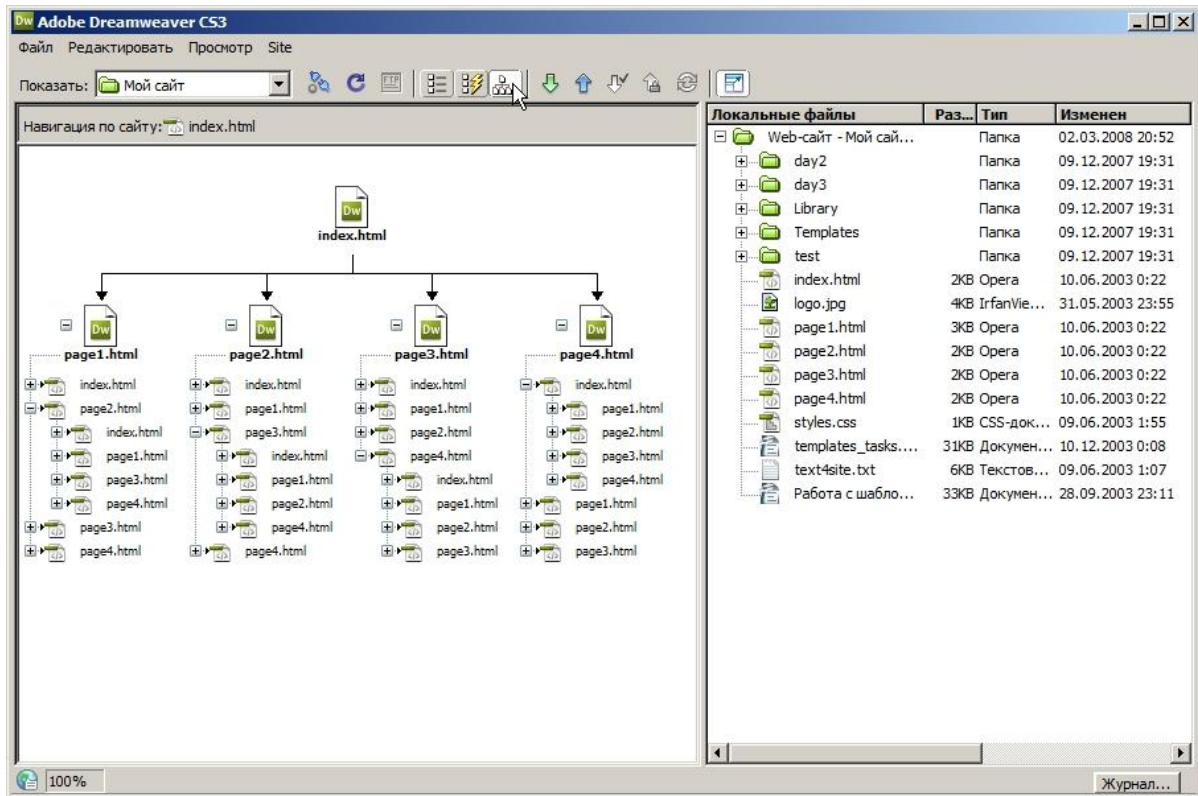 Adobe Dreamweaver CS3
Файл Редактировать Просмотр Site
Показать: Мой сайт
Навигация по сайту: index.html
index.html
page1.html page2.html page3.html page4.html
index.html index.html index.html index.html
page2.html page1.html page1.html page1.html
index.html page3.html page2.html page2.html
page1.html index.html page4.html page3.html
page3.html page1.html index.html page4.html
page4.html page2.html page1.html page1.html
page3.html page4.html page2.html page2.html
page4.html page4.html page3.html page3.html
Локальные файлы Раз... Тип Изменен
Web-сайт - Мой сай... Папка 02.03.2008 20:52
day2 Папка 09.12.2007 19:31
day3 Папка 09.12.2007 19:31
Library Папка 09.12.2007 19:31
Templates Папка 09.12.2007 19:31
test Папка 09.12.2007 19:31
index.html 2KB Opera 10.06.2003 0:22
logo.jpg 4KB IrfanVie... 31.05.2003 23:55
page1.html 3KB Opera 10.06.2003 0:22
page2.html 2KB Opera 10.06.2003 0:22
page3.html 2KB Opera 10.06.2003 0:22
page4.html 2KB Opera 10.06.2003 0:22
styles.css 1KB CSS-док... 09.06.2003 1:55
templates_tasks.... 31KB Докумен... 10.12.2003 0:08
text4site.txt 6KB Текстов... 09.06.2003 1:07
Работа с шабло... 33KB Докумен... 28.09.2003 23:11
100%
Журнал...